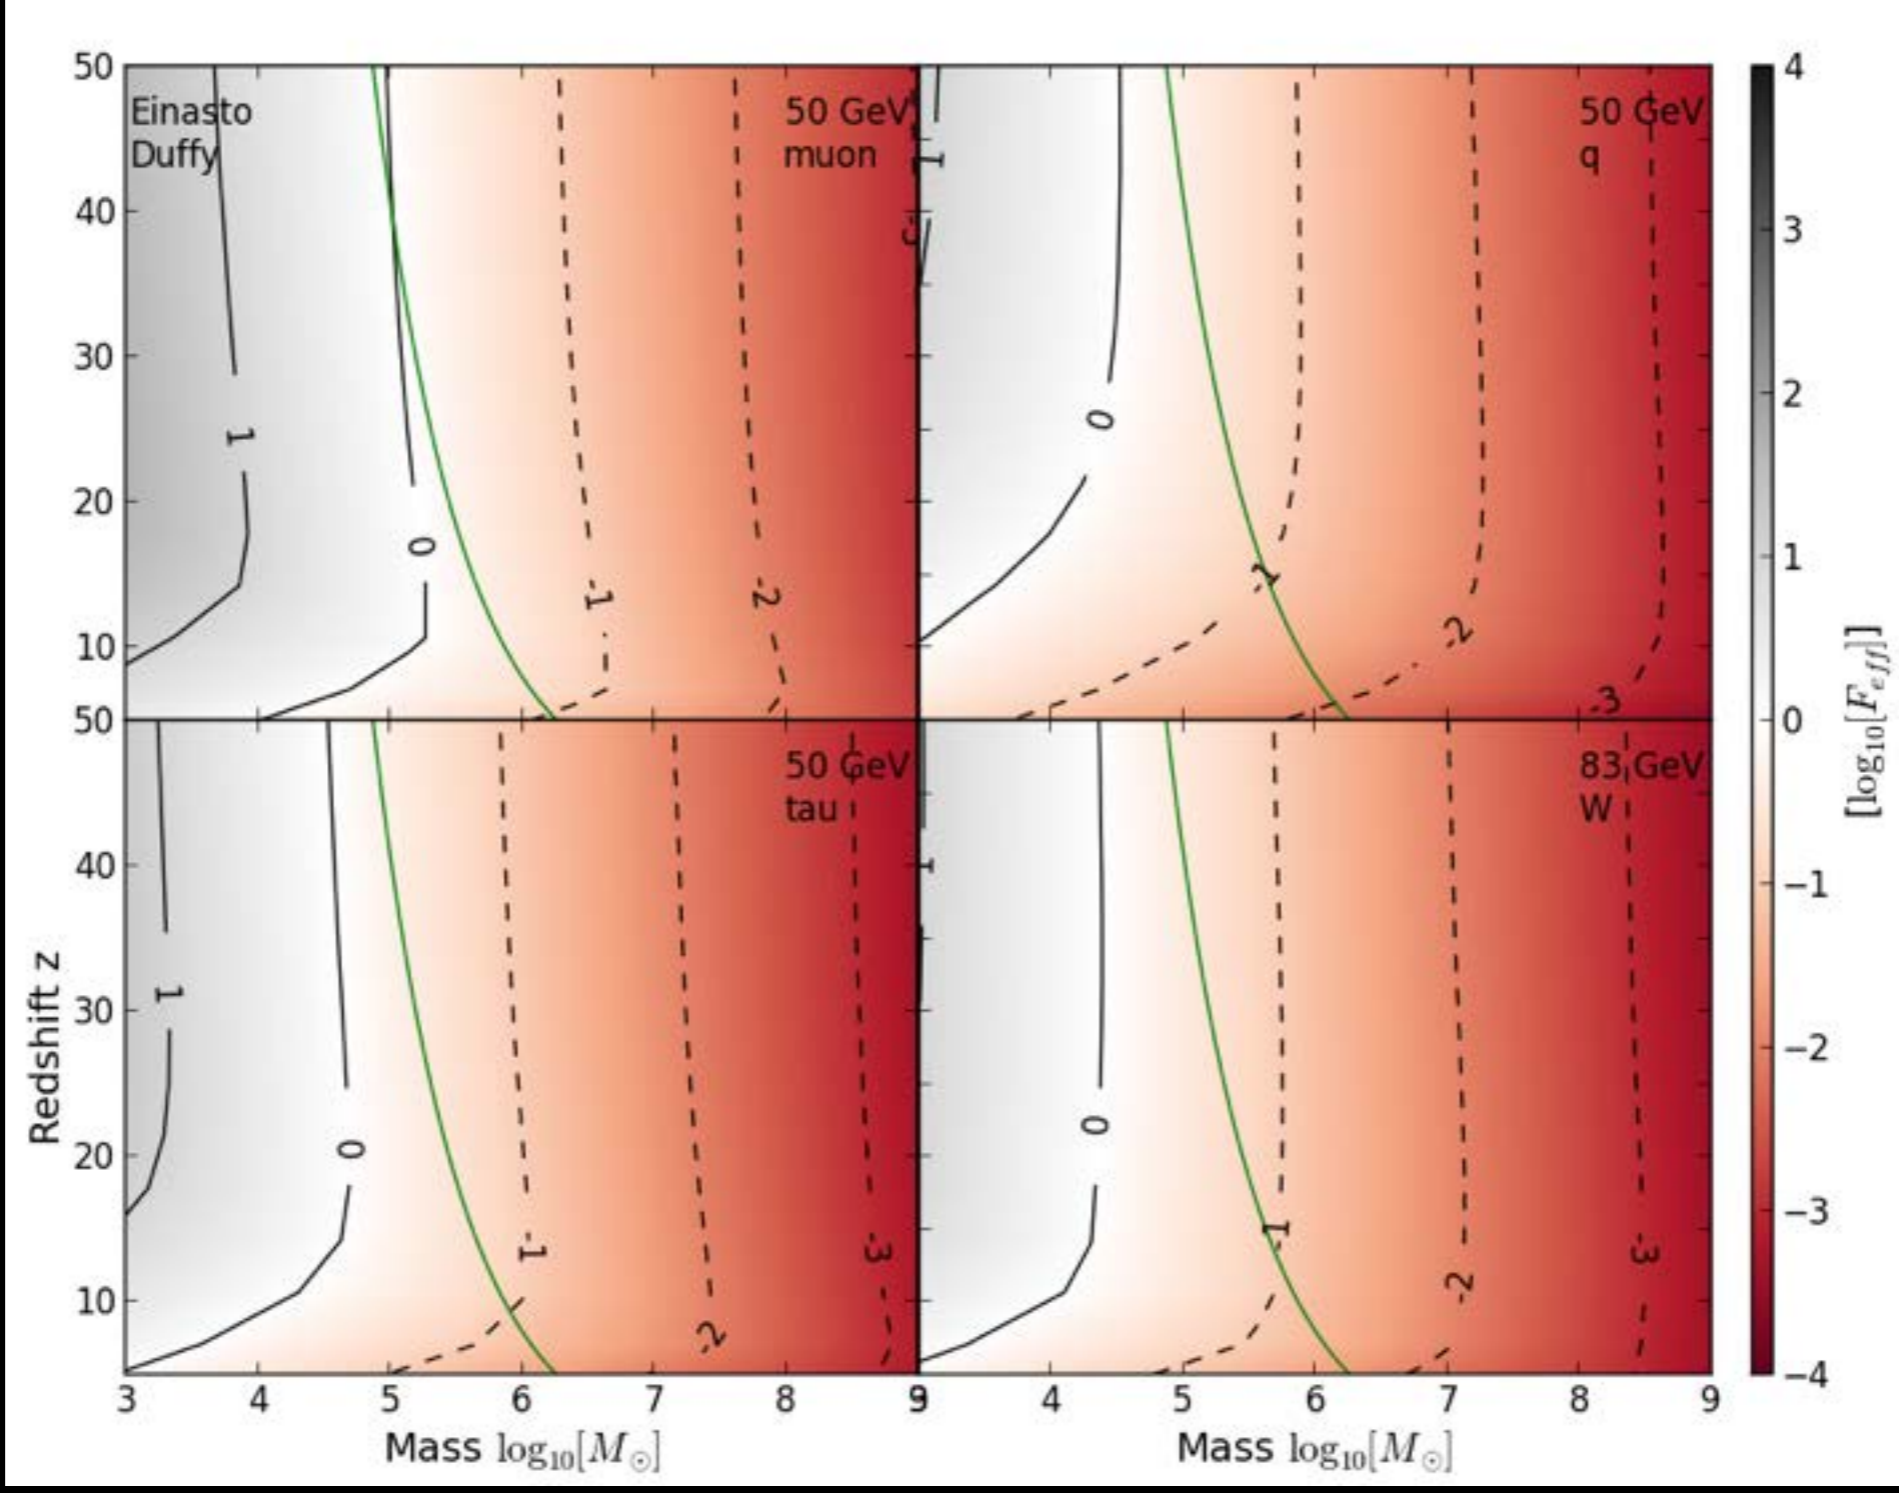 Einasto
Duffy
50 GeV
muon
50
40
30
20
10
1
0
-1
-2
50 GeV
q
1
-3
0
-1
-2
-3
50 GeV
tau
50
40
30
20
10
1
0
-1
-2
-3
83 GeV
W
1
0
-1
-2
-3
Redshift z
3 4 5 6 7 8 9
Mass log₁₀[M☉]
4 5 6 7 8 9
Mass log₁₀[M☉]
4
3
2
1
0
−1
−2
−3
−4
[log₁₀[F_eff]]